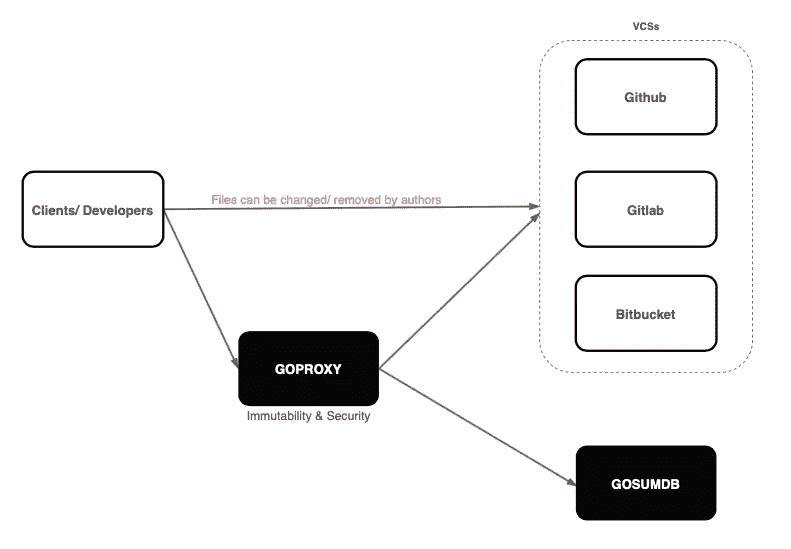 VCSs
Github
Clients/ Developers
Files can be changed/ removed by authors
Gitlab
Bitbucket
GOPROXY
Immutability & Security
GOSUMDB